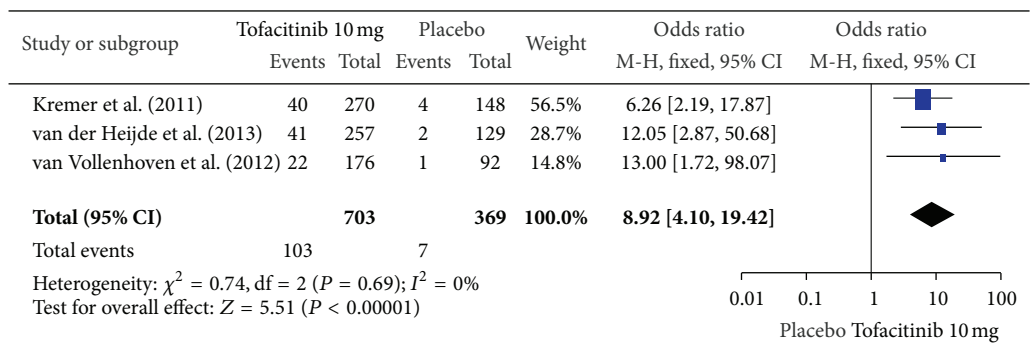 Study or subgroup Tofacitinib 10 mg Placebo Weight Odds ratio Odds ratio
Events Total Events Total M-H, fixed, 95% CI M-H, fixed, 95% CI
Kremer et al. (2011) 40 270 4 148 56.5% 6.26 [2.19, 17.87]
van der Heijde et al. (2013) 41 257 2 129 28.7% 12.05 [2.87, 50.68]
van Vollenhoven et al. (2012) 22 176 1 92 14.8% 13.00 [1.72, 98.07]
Total (95% CI) 703 369 100.0% 8.92 [4.10, 19.42]
Total events 103 7
Heterogeneity: χ² = 0.74, df = 2 (P = 0.69); I² = 0%
Test for overall effect: Z = 5.51 (P < 0.00001)
0.01 0.1 1 10 100
Placebo Tofacitinib 10 mg